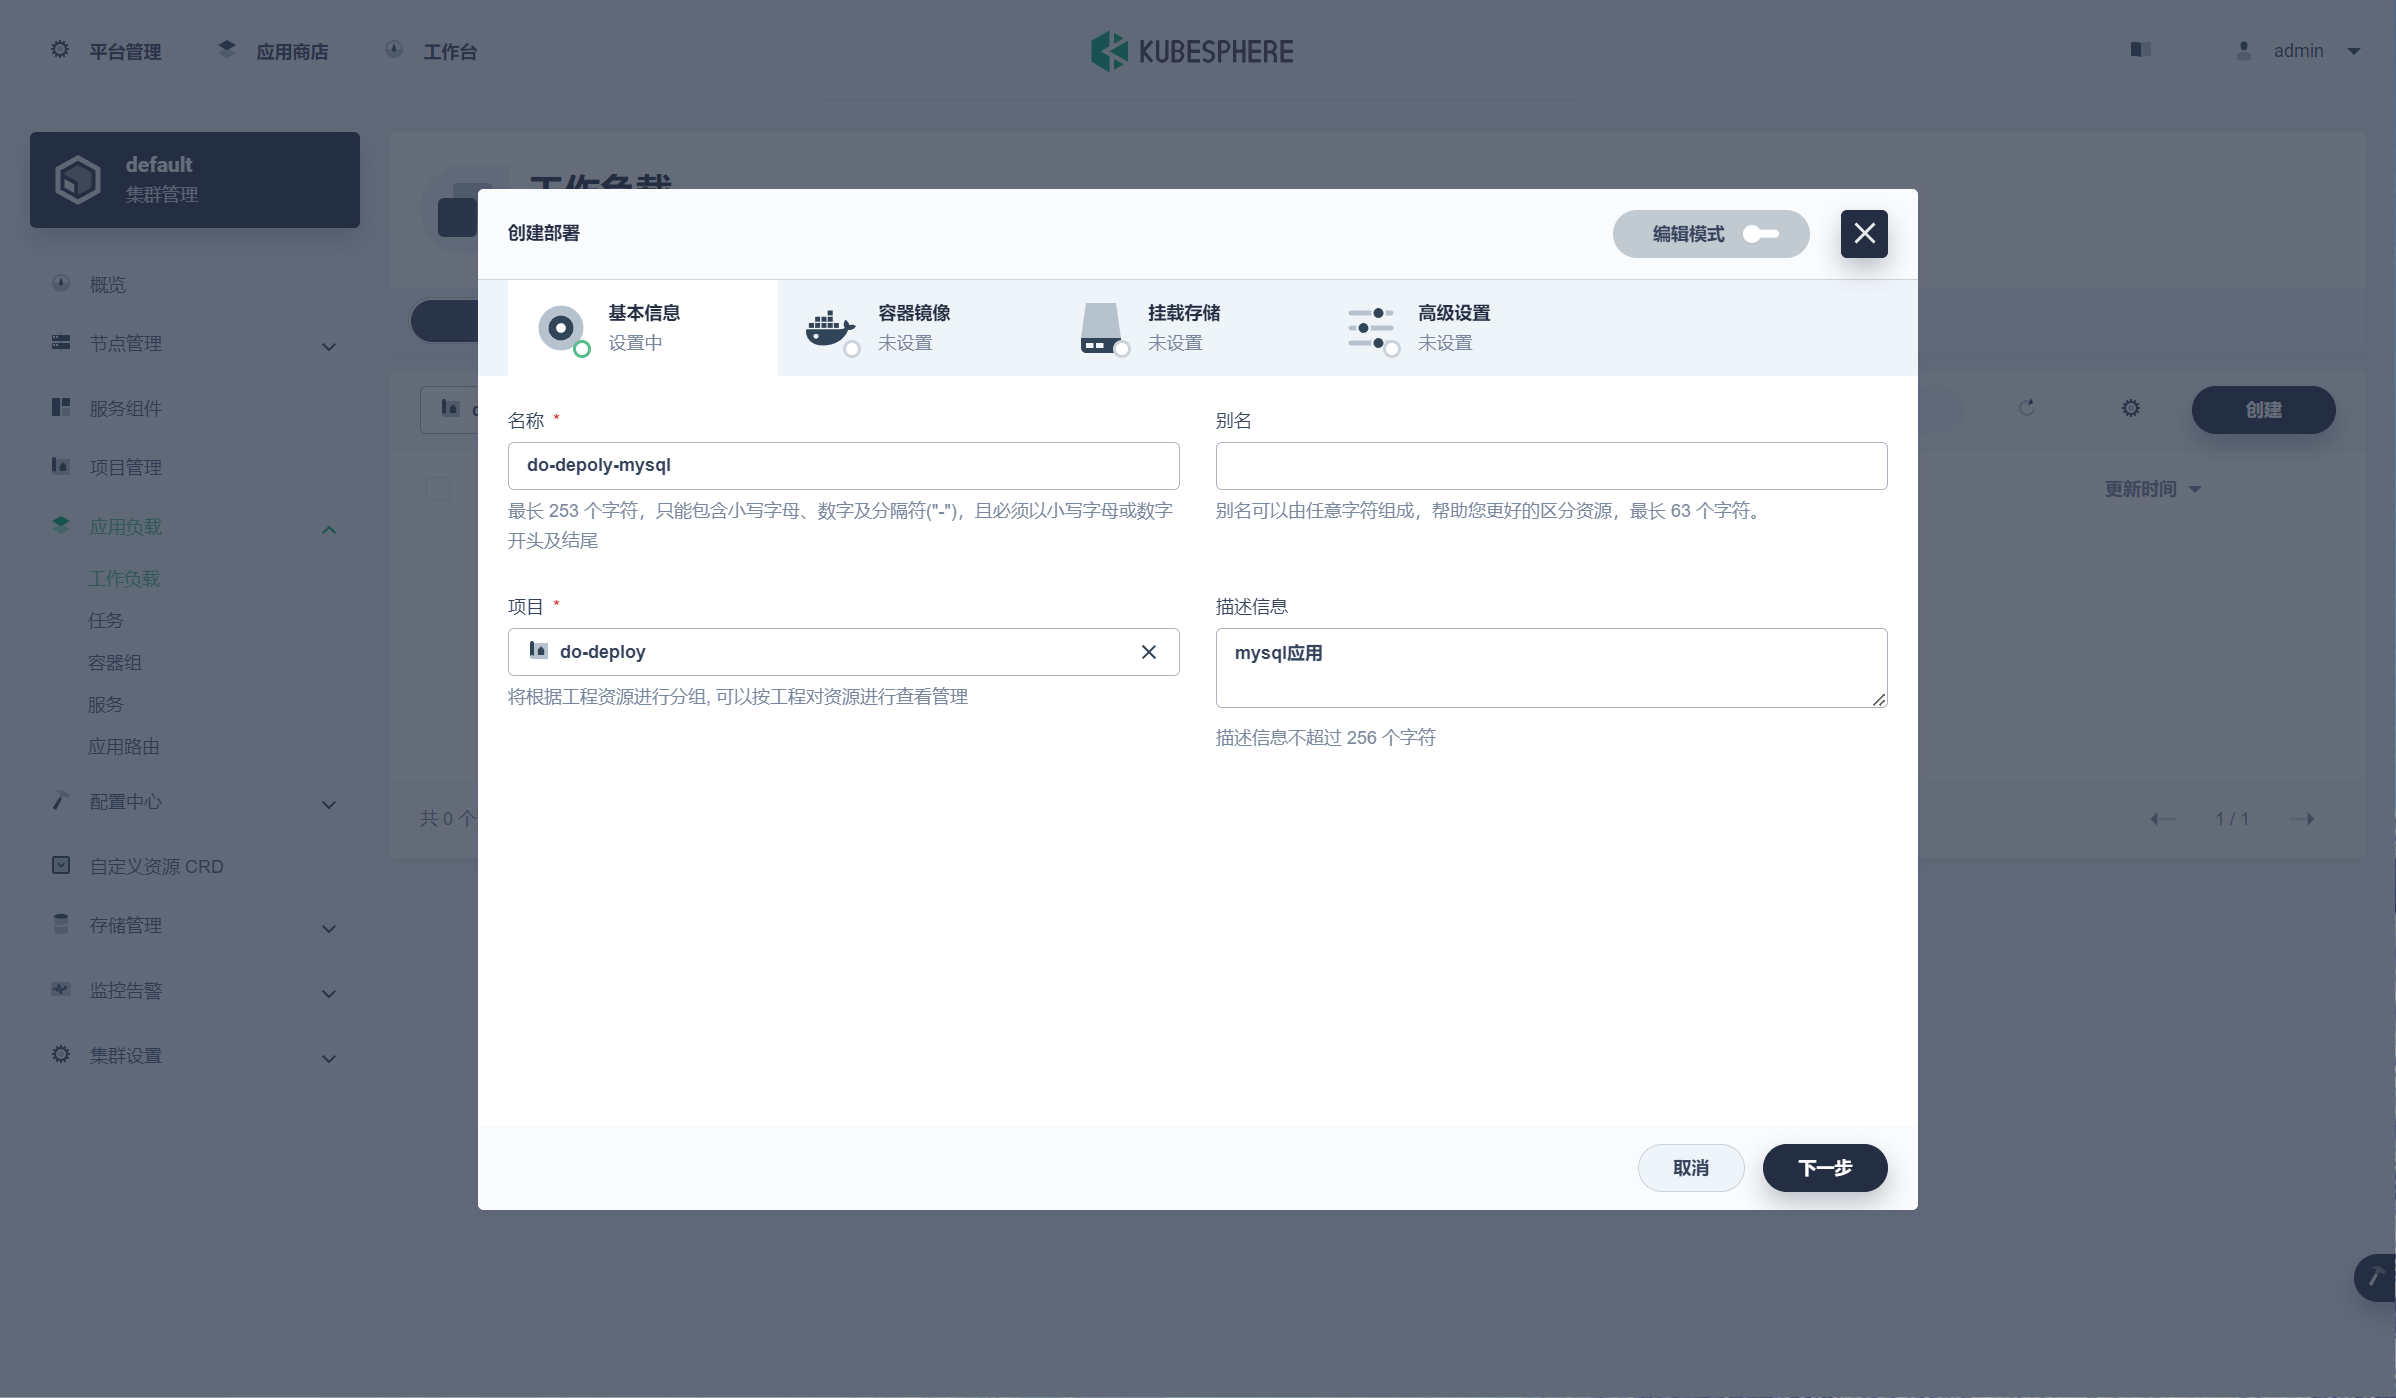 平台管理
应用商店
工作台
KUBESPHERE
admin
default
集群管理
工作负载
概览
节点管理
服务组件
项目管理
应用负载
工作负载
任务
容器组
服务
应用路由
配置中心
自定义资源 CRD
存储管理
监控告警
集群设置
创建
更新时间
共 0 个
1 / 1
创建部署
编辑模式
基本信息
设置中
容器镜像
未设置
挂载存储
未设置
高级设置
未设置
名称 *
do-depoly-mysql
最长 253 个字符，只能包含小写字母、数字及分隔符("-")，且必须以小写字母或数字
开头及结尾
别名
别名可以由任意字符组成，帮助您更好的区分资源，最长 63 个字符。
项目 *
do-deploy
将根据工程资源进行分组, 可以按工程对资源进行查看管理
描述信息
mysql应用
描述信息不超过 256 个字符
取消
下一步